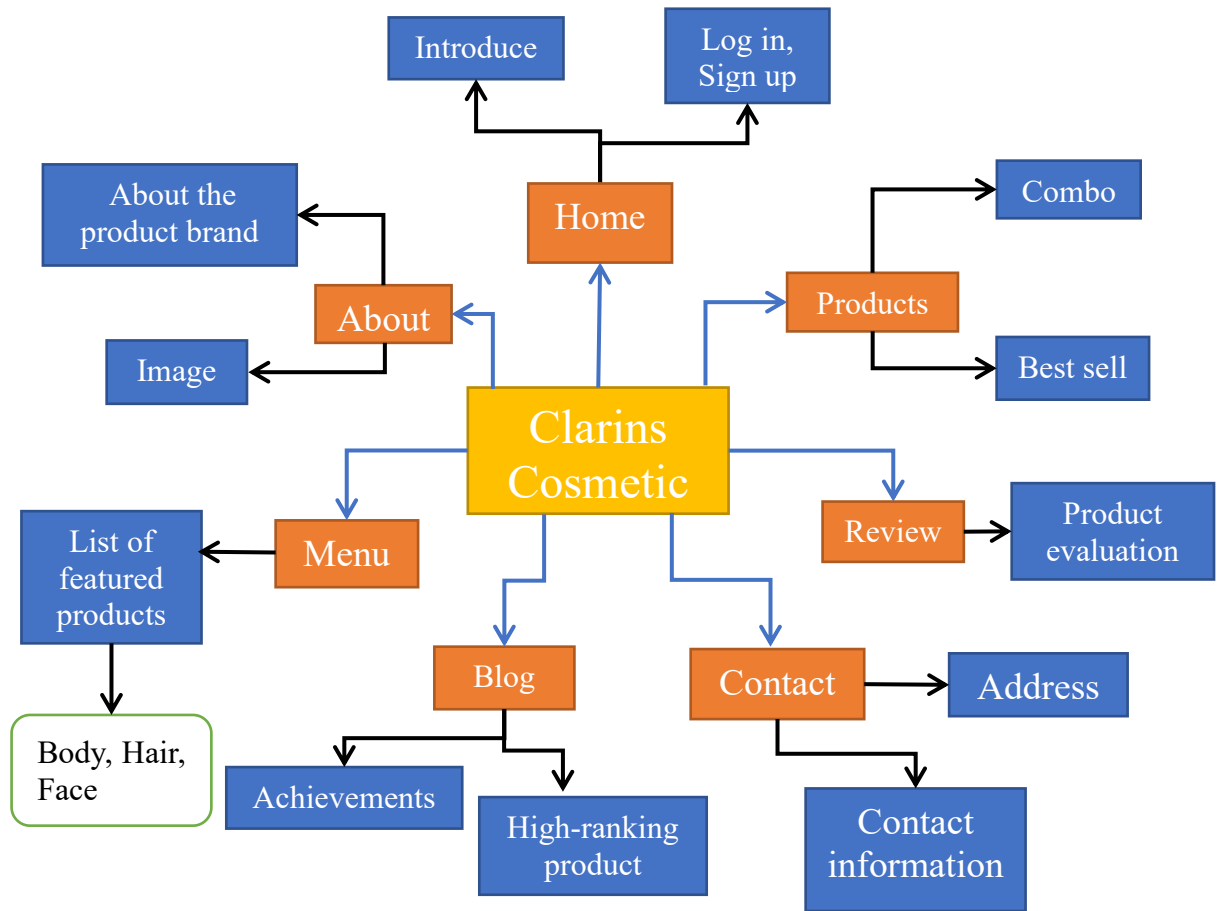 Introduce
Log in,
Sign up
About the
product brand
Home
Combo
About
Products
Image
Best sell
Clarins
Cosmetic
List of
featured
products
Menu
Review
Product
evaluation
Blog
Contact
Address
Body, Hair,
Face
Achievements
High-ranking
product
Contact
information